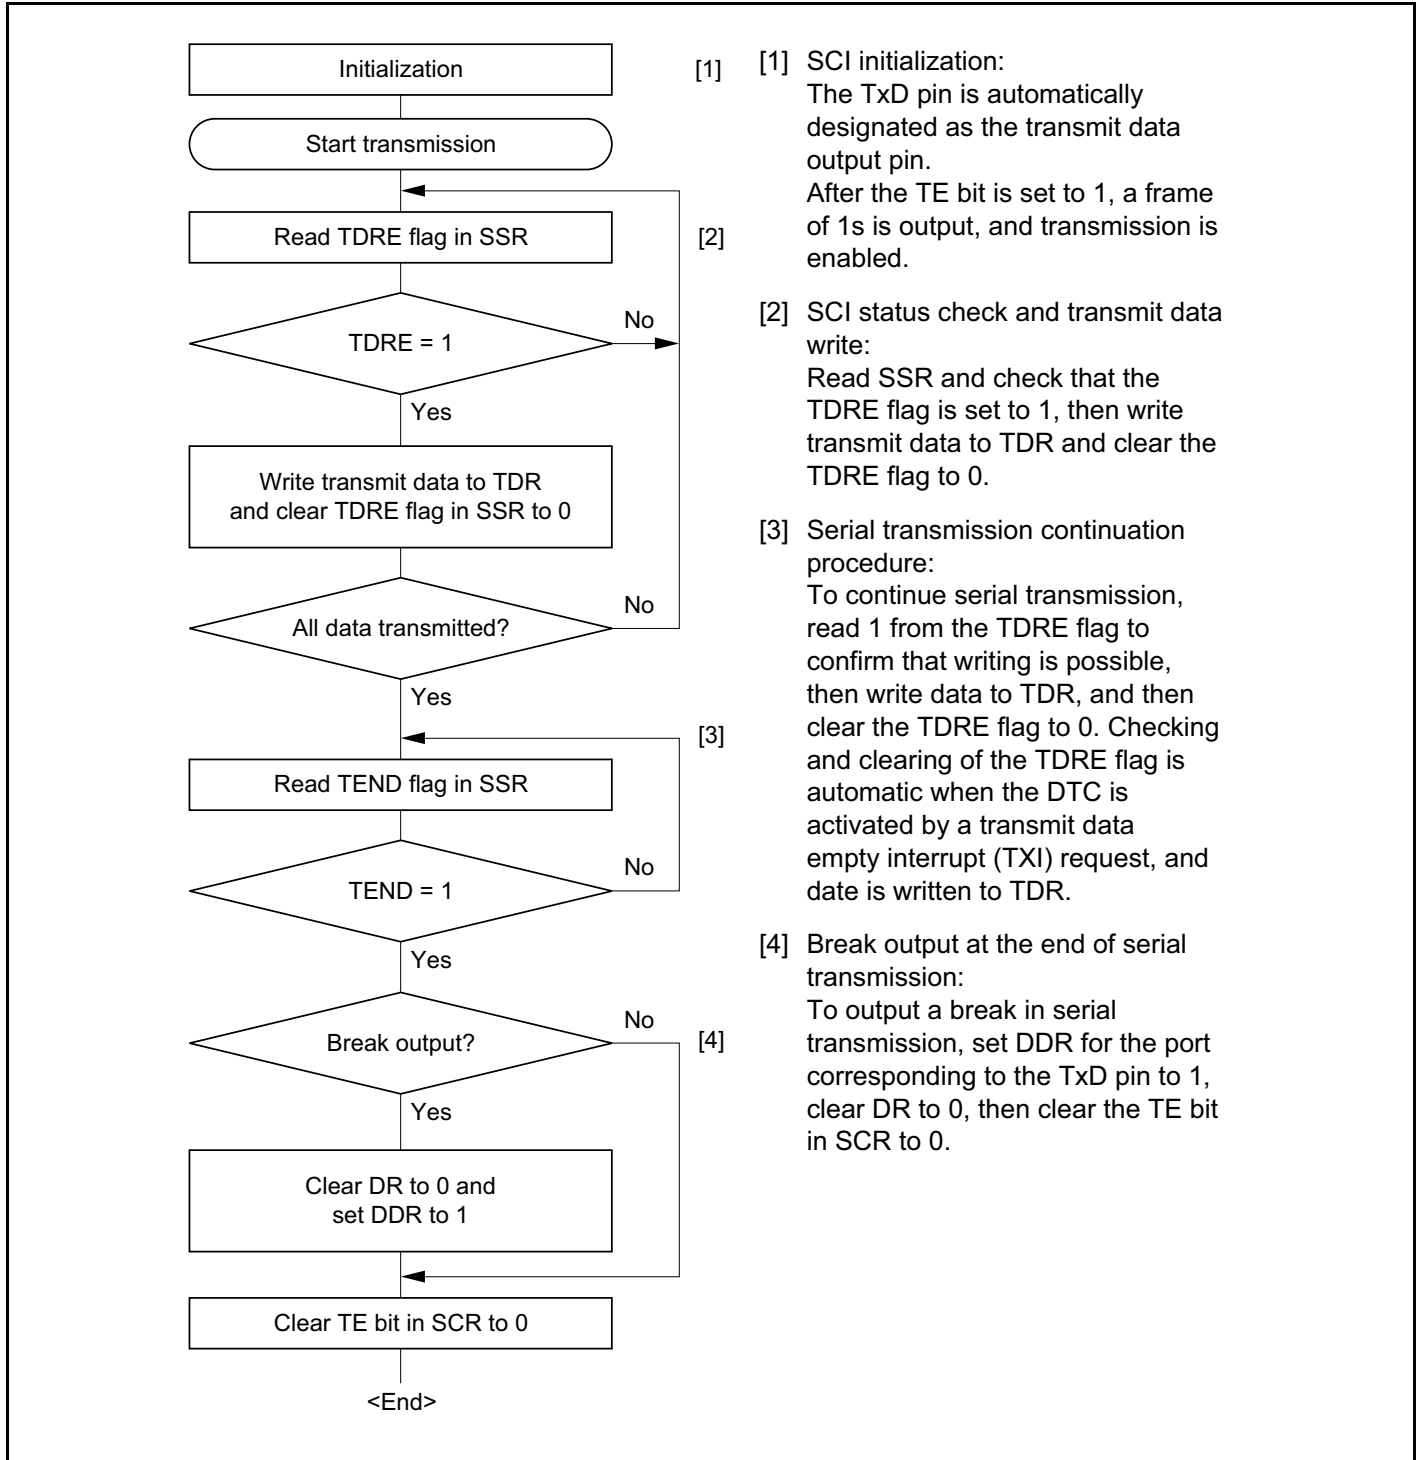 Initialization
[1]
Start transmission
Read TDRE flag in SSR
[2]
TDRE = 1
No
Yes
Write transmit data to TDR
and clear TDRE flag in SSR to 0
All data transmitted?
No
Yes
[3]
Read TEND flag in SSR
TEND = 1
No
Yes
Break output?
No
[4]
Yes
Clear DR to 0 and
set DDR to 1
Clear TE bit in SCR to 0
<End>
[1] SCI initialization:
The TxD pin is automatically
designated as the transmit data
output pin.
After the TE bit is set to 1, a frame
of 1s is output, and transmission is
enabled.
[2] SCI status check and transmit data
write:
Read SSR and check that the
TDRE flag is set to 1, then write
transmit data to TDR and clear the
TDRE flag to 0.
[3] Serial transmission continuation
procedure:
To continue serial transmission,
read 1 from the TDRE flag to
confirm that writing is possible,
then write data to TDR, and then
clear the TDRE flag to 0. Checking
and clearing of the TDRE flag is
automatic when the DTC is
activated by a transmit data
empty interrupt (TXI) request, and
date is written to TDR.
[4] Break output at the end of serial
transmission:
To output a break in serial
transmission, set DDR for the port
corresponding to the TxD pin to 1,
clear DR to 0, then clear the TE bit
in SCR to 0.